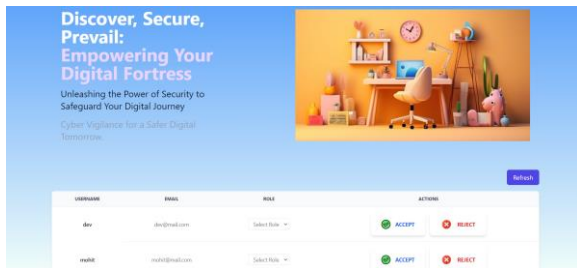 Discover, Secure,
Prevail:
Empowering Your
Digital Fortress
Unleashing the Power of Security to
Safeguard Your Digital Journey
Cyber Vigilance for a Safer Digital
Tomorrow.
Refresh
USERNAME EMAIL ROLE ACTIONS
dev dev@mail.com Select Role ACCEPT REJECT
mohit mohit@mail.com Select Role ACCEPT REJECT